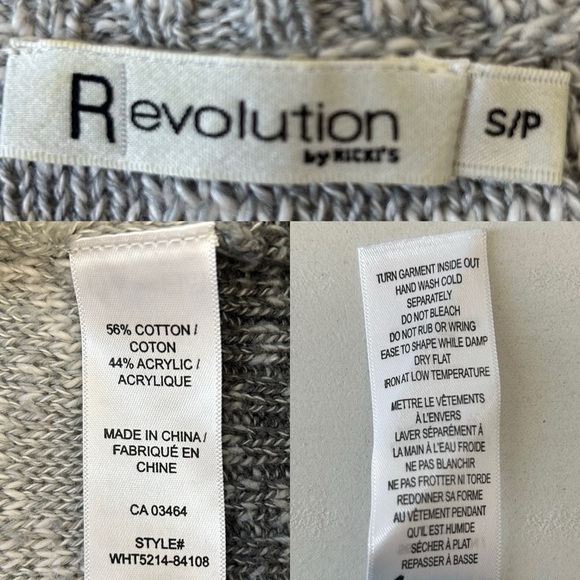 Revolution
by RICKI'S
S/P
56% COTTON /
COTON
44% ACRYLIC /
ACRYLIQUE
MADE IN CHINA /
FABRIQUÉ EN
CHINE
CA 03464
STYLE#
WHT5214-84108
TURN GARMENT INSIDE OUT
HAND WASH COLD
SEPARATELY
DO NOT BLEACH
DO NOT RUB OR WRING
EASE TO SHAPE WHILE DAMP
DRY FLAT
IRON AT LOW TEMPERATURE
METTRE LE VÊTEMENTS
À L'ENVERS
LAVER SÉPARÉMENT À
LA MAIN À L'EAU FROIDE
NE PAS BLANCHIR
NE PAS FROTTER NI TORDE
REDONNER SA FORME
AU VÊTEMENT PENDANT
QU'IL EST HUMIDE
SÉCHER À PLAT
REPASSER À BASSE